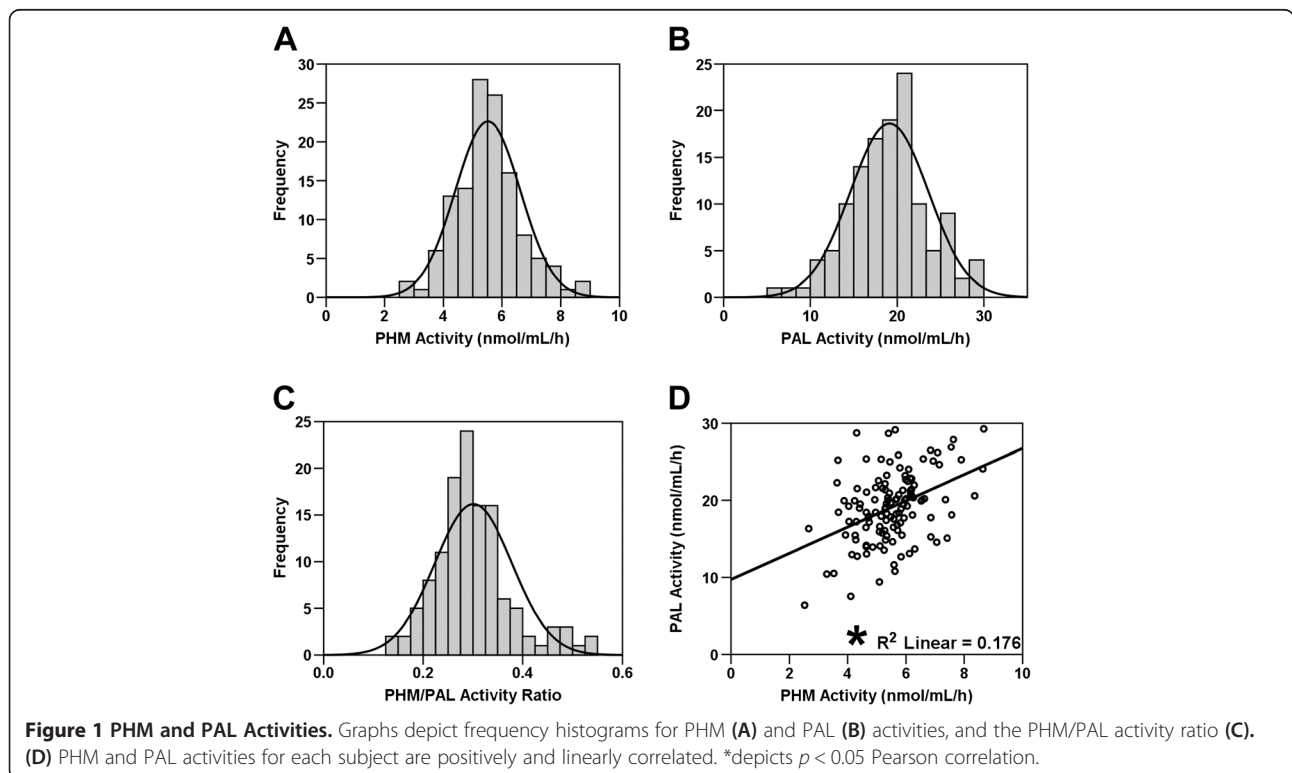 A
30
25
20
15
10
5
0
Frequency
0 2 4 6 8 10
PHM Activity (nmol/mL/h)
B
25
20
15
10
5
0
Frequency
0 10 20 30
PAL Activity (nmol/mL/h)
C
25
20
15
10
5
0
Frequency
0.0 0.2 0.4 0.6
PHM/PAL Activity Ratio
D
30
20
10
0
PAL Activity (nmol/mL/h)
* R² Linear = 0.176
0 2 4 6 8 10
PHM Activity (nmol/mL/h)
Figure 1 PHM and PAL Activities. Graphs depict frequency histograms for PHM (A) and PAL (B) activities, and the PHM/PAL activity ratio (C).
(D) PHM and PAL activities for each subject are positively and linearly correlated. *depicts p < 0.05 Pearson correlation.